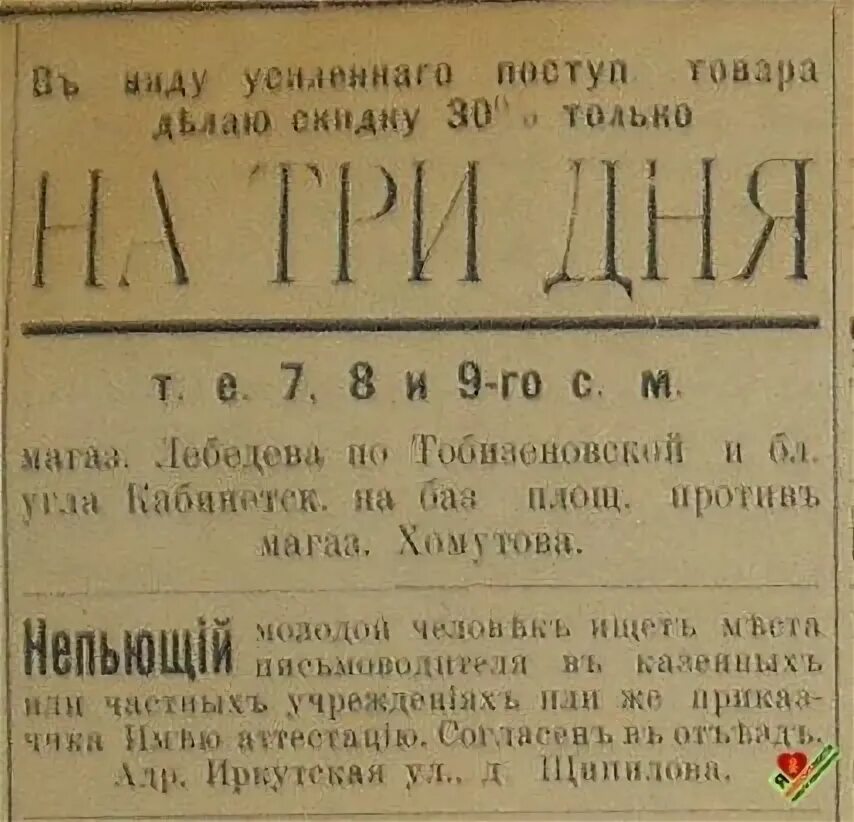 Въ виду усиленнаго поступ товара
дѣлаю скидку 30% только
НА ТРИ ДНЯ
т. е. 7, 8 и 9-го с. м.
магаз. Лебедева по Тобизеновской и бл.
угла Кабинетск. на баз площ. противъ
магаз. Хомутова.
Непьющій молодой человѣкъ ищетъ мѣста
письмоводителя въ казенныхъ
или частныхъ учрежденіяхъ или же приказ-
чика Имѣю аттестацію. Согласенъ въ отъѣздъ.
Адр. Иркутская ул., д Щипилова.
Я